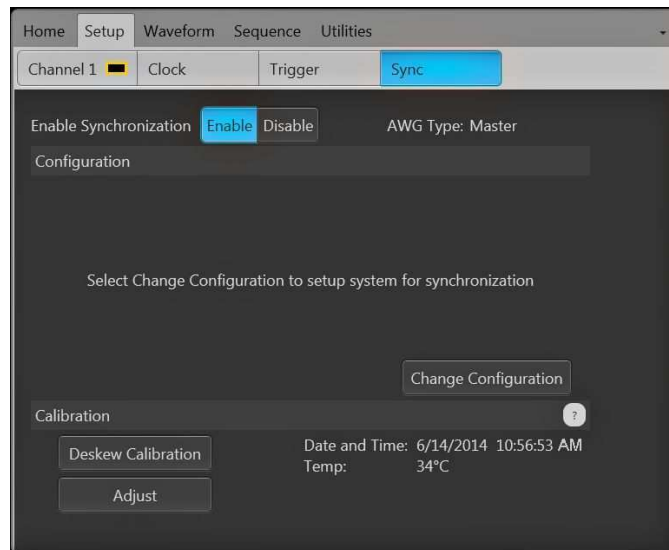 Home Setup Waveform Sequence Utilities
Channel 1 Clock Trigger Sync
Enable Synchronization Enable Disable AWG Type: Master
Configuration
Select Change Configuration to setup system for synchronization
Change Configuration
Calibration ?
Deskew Calibration Date and Time: 6/14/2014 10:56:53 AM
Temp: 34°C
Adjust